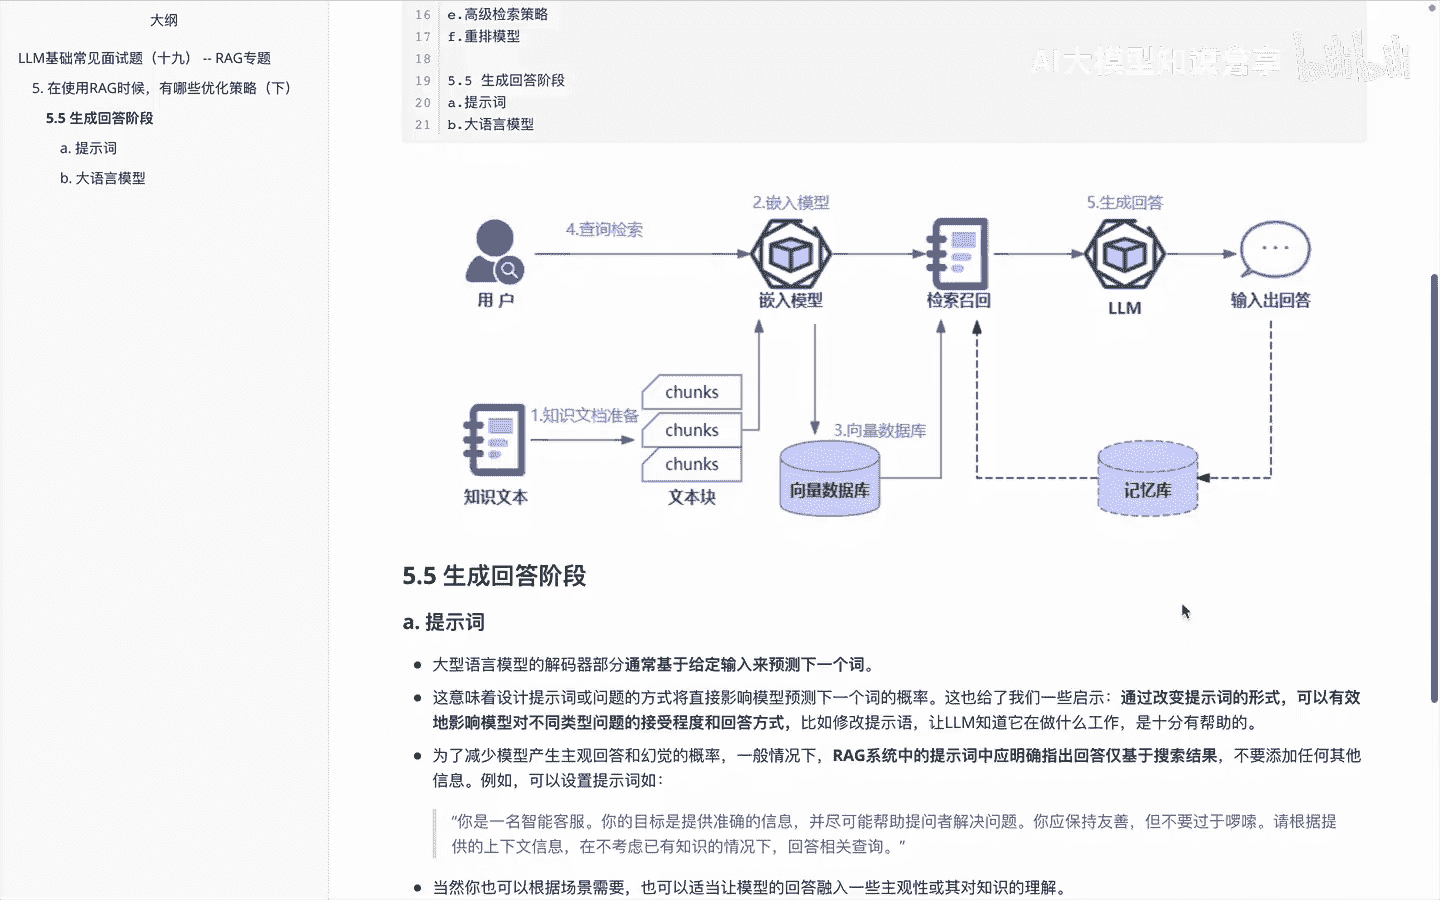 大纲
LLM基础常见面试题（十九） -- RAG专题
5. 在使用RAG时候，有哪些优化策略（下）
5.5 生成回答阶段
a. 提示词
b. 大语言模型
16 e.高级检索策略
17 f.重排模型
18
19 5.5 生成回答阶段
20 a.提示词
21 b.大语言模型
AI大模型知识
bilibili
4.查询检索
2.嵌入模型
5.生成回答
用 户
嵌入模型
检索召回
LLM
输入出回答
1.知识文档准备
chunks
chunks
chunks
3.向量数据库
知识文本
文本块
向量数据库
记忆库
5.5 生成回答阶段
a. 提示词
大型语言模型的解码器部分通常基于给定输入来预测下一个词。
这意味着设计提示词或问题的方式将直接影响模型预测下一个词的概率。这也给了我们一些启示：通过改变提示词的形式，可以有效
地影响模型对不同类型问题的接受程度和回答方式，比如修改提示语，让LLM知道它在做什么工作，是十分有帮助的。
为了减少模型产生主观回答和幻觉的概率，一般情况下，RAG系统中的提示词中应明确指出回答仅基于搜索结果，不要添加任何其他
信息。例如，可以设置提示词如：
“你是一名智能客服。你的目标是提供准确的信息，并尽可能帮助提问者解决问题。你应保持友善，但不要过于啰嗦。请根据提
供的上下文信息，在不考虑已有知识的情况下，回答相关查询。”
当然你也可以根据场景需要，也可以适当让模型的回答融入一些主观性或其对知识的理解。